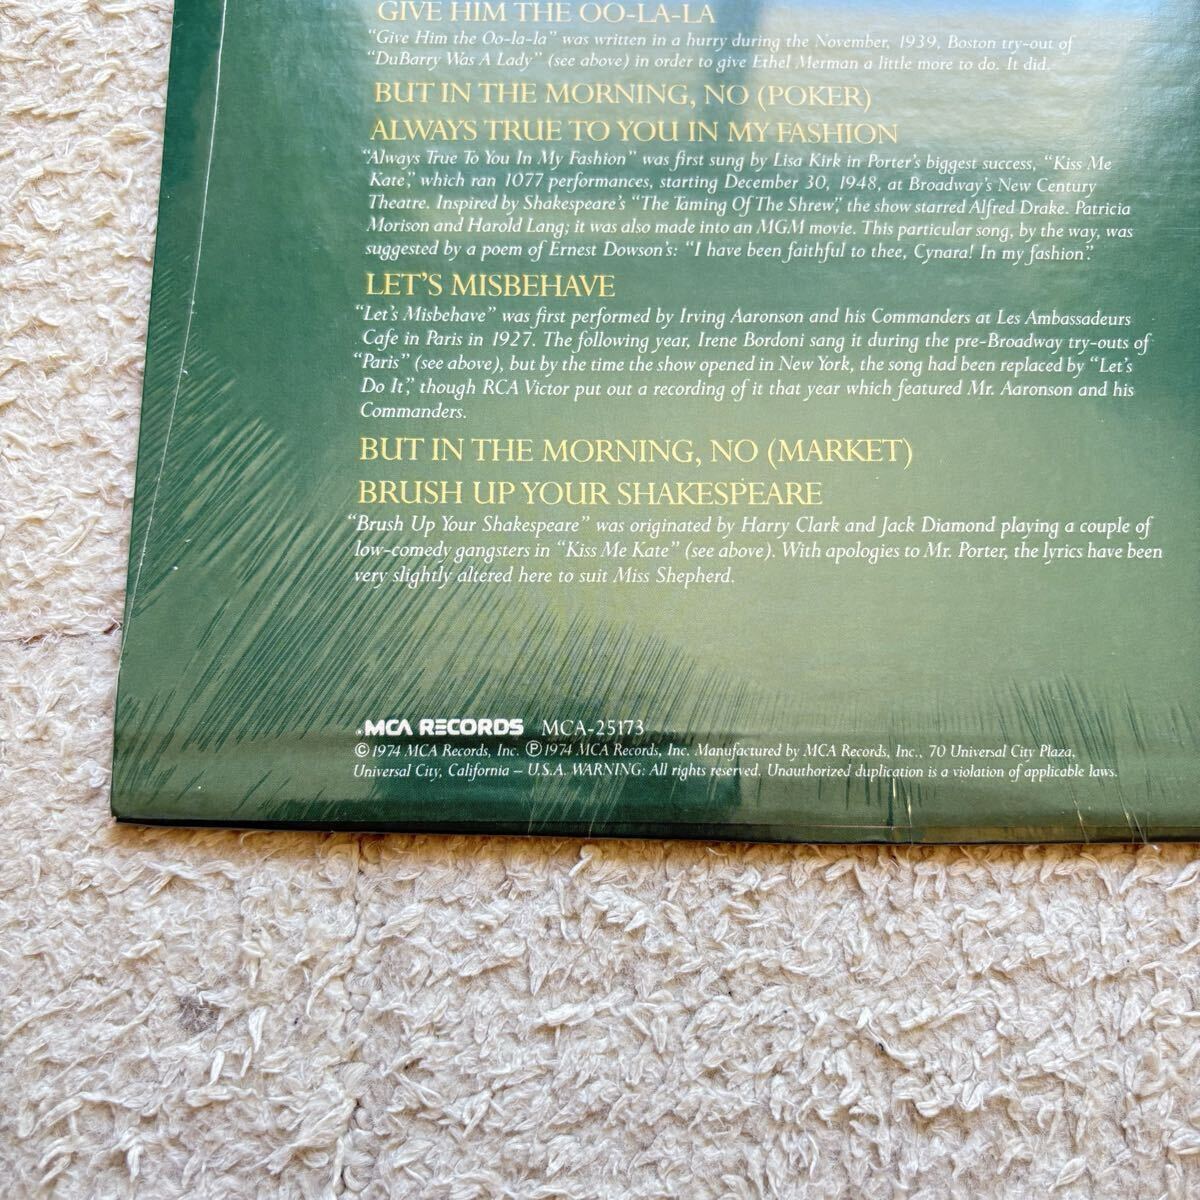 GIVE HIM THE OO-LA-LA
“Give Him the Oo-la-la” was written in a hurry during the November, 1939, Boston try-out of
“DuBarry Was A Lady” (see above) in order to give Ethel Merman a little more to do. It did.
BUT IN THE MORNING, NO (POKER)
ALWAYS TRUE TO YOU IN MY FASHION
“Always True To You In My Fashion” was first sung by Lisa Kirk in Porter's biggest success, “Kiss Me
Kate,” which ran 1077 performances, starting December 30, 1948, at Broadway's New Century
Theatre. Inspired by Shakespeare's “The Taming Of The Shrew,” the show starred Alfred Drake. Patricia
Morison and Harold Lang; it was also made into an MGM movie. This particular song, by the way, was
suggested by a poem of Ernest Dowson's: “I have been faithful to thee, Cynara! In my fashion.”
LET'S MISBEHAVE
“Let's Misbehave” was first performed by Irving Aaronson and his Commanders at Les Ambassadeurs
Cafe in Paris in 1927. The following year, Irene Bordoni sang it during the pre-Broadway try-outs of
“Paris” (see above), but by the time the show opened in New York, the song had been replaced by “Let's
Do It,” though RCA Victor put out a recording of it that year which featured Mr. Aaronson and his
Commanders.
BUT IN THE MORNING, NO (MARKET)
BRUSH UP YOUR SHAKESPEARE
“Brush Up Your Shakespeare” was originated by Harry Clark and Jack Diamond playing a couple of
low-comedy gangsters in “Kiss Me Kate” (see above). With apologies to Mr. Porter, the lyrics have been
very slightly altered here to suit Miss Shepherd.
MCA RECORDS MCA-25173
©1974 MCA Records, Inc. ℗1974 MCA Records, Inc. Manufactured by MCA Records, Inc., 70 Universal City Plaza,
Universal City, California – U.S.A. WARNING: All rights reserved. Unauthorized duplication is a violation of applicable laws.